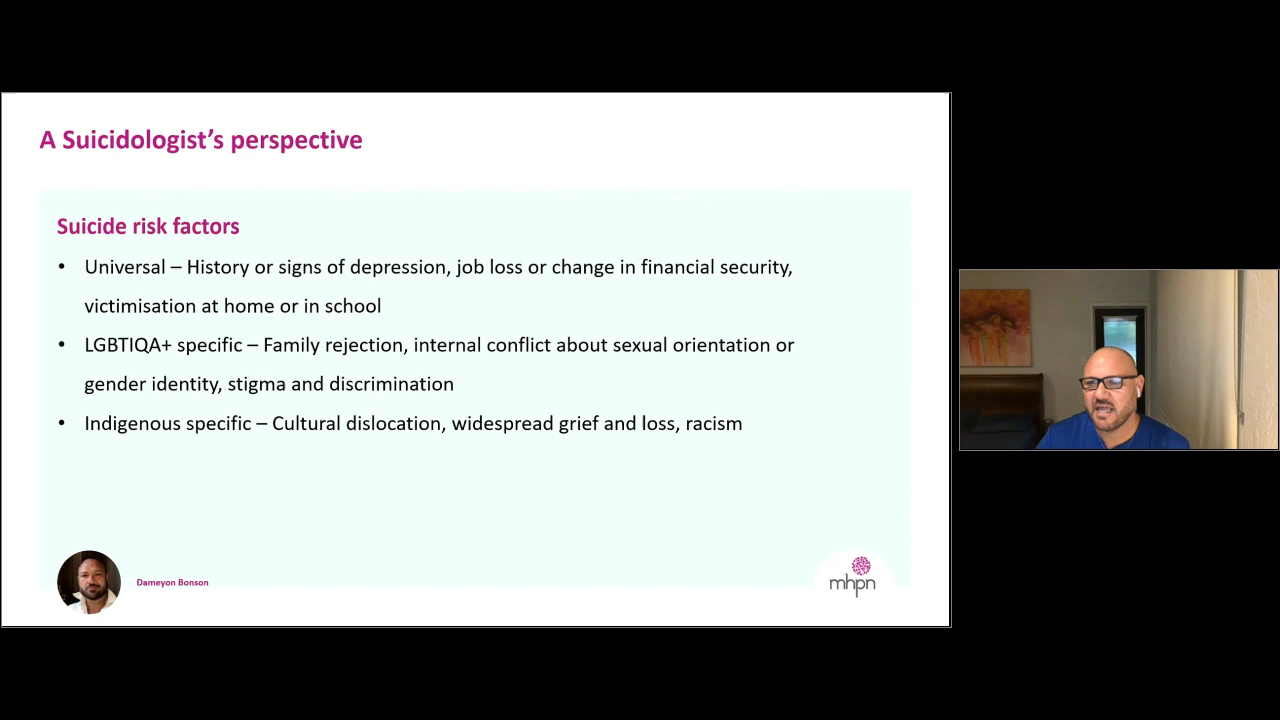 A Suicidologist’s perspective
Suicide risk factors
• Universal – History or signs of depression, job loss or change in financial security,
victimisation at home or in school
• LGBTIQA+ specific – Family rejection, internal conflict about sexual orientation or
gender identity, stigma and discrimination
• Indigenous specific – Cultural dislocation, widespread grief and loss, racism
Dameyon Bonson
mhpn